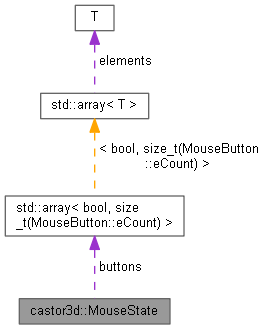 T
elements
std::array< T >
< bool, size_t(MouseButton
::eCount) >
std::array< bool, size
_t(MouseButton::eCount) >
buttons
castor3d::MouseState